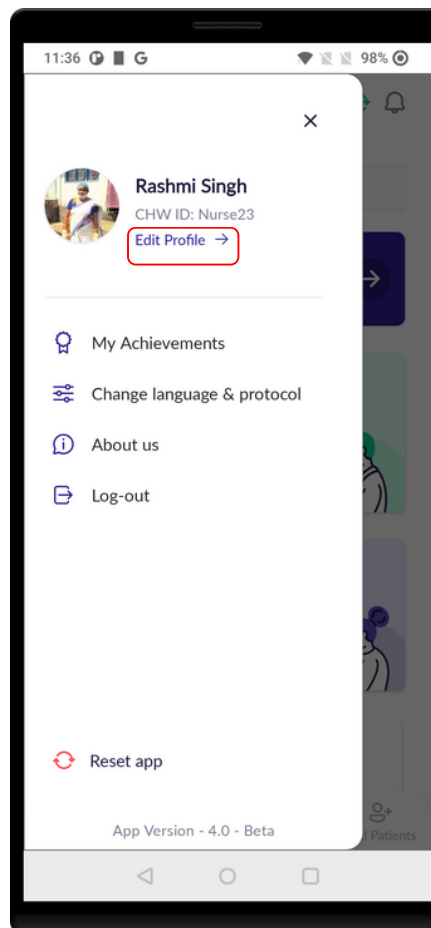 11:36 G 98%
Rashmi Singh
CHW ID: Nurse23
Edit Profile →
My Achievements
Change language & protocol
About us
Log-out
Reset app
App Version - 4.0 - Beta
Patients